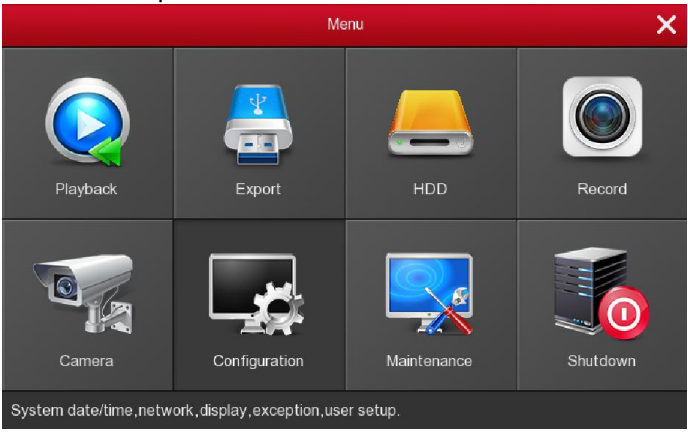 Menu
Playback
Export
HDD
Record
Camera
Configuration
Maintenance
Shutdown
System date/time,network,display,exception,user setup.